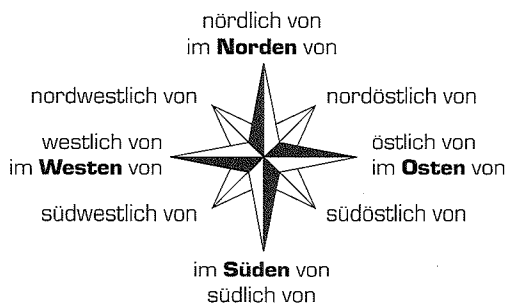 nördlich von
im Norden von
nordwestlich von
nordöstlich von
westlich von
im Westen von
östlich von
im Osten von
südwestlich von
südöstlich von
im Süden von
südlich von